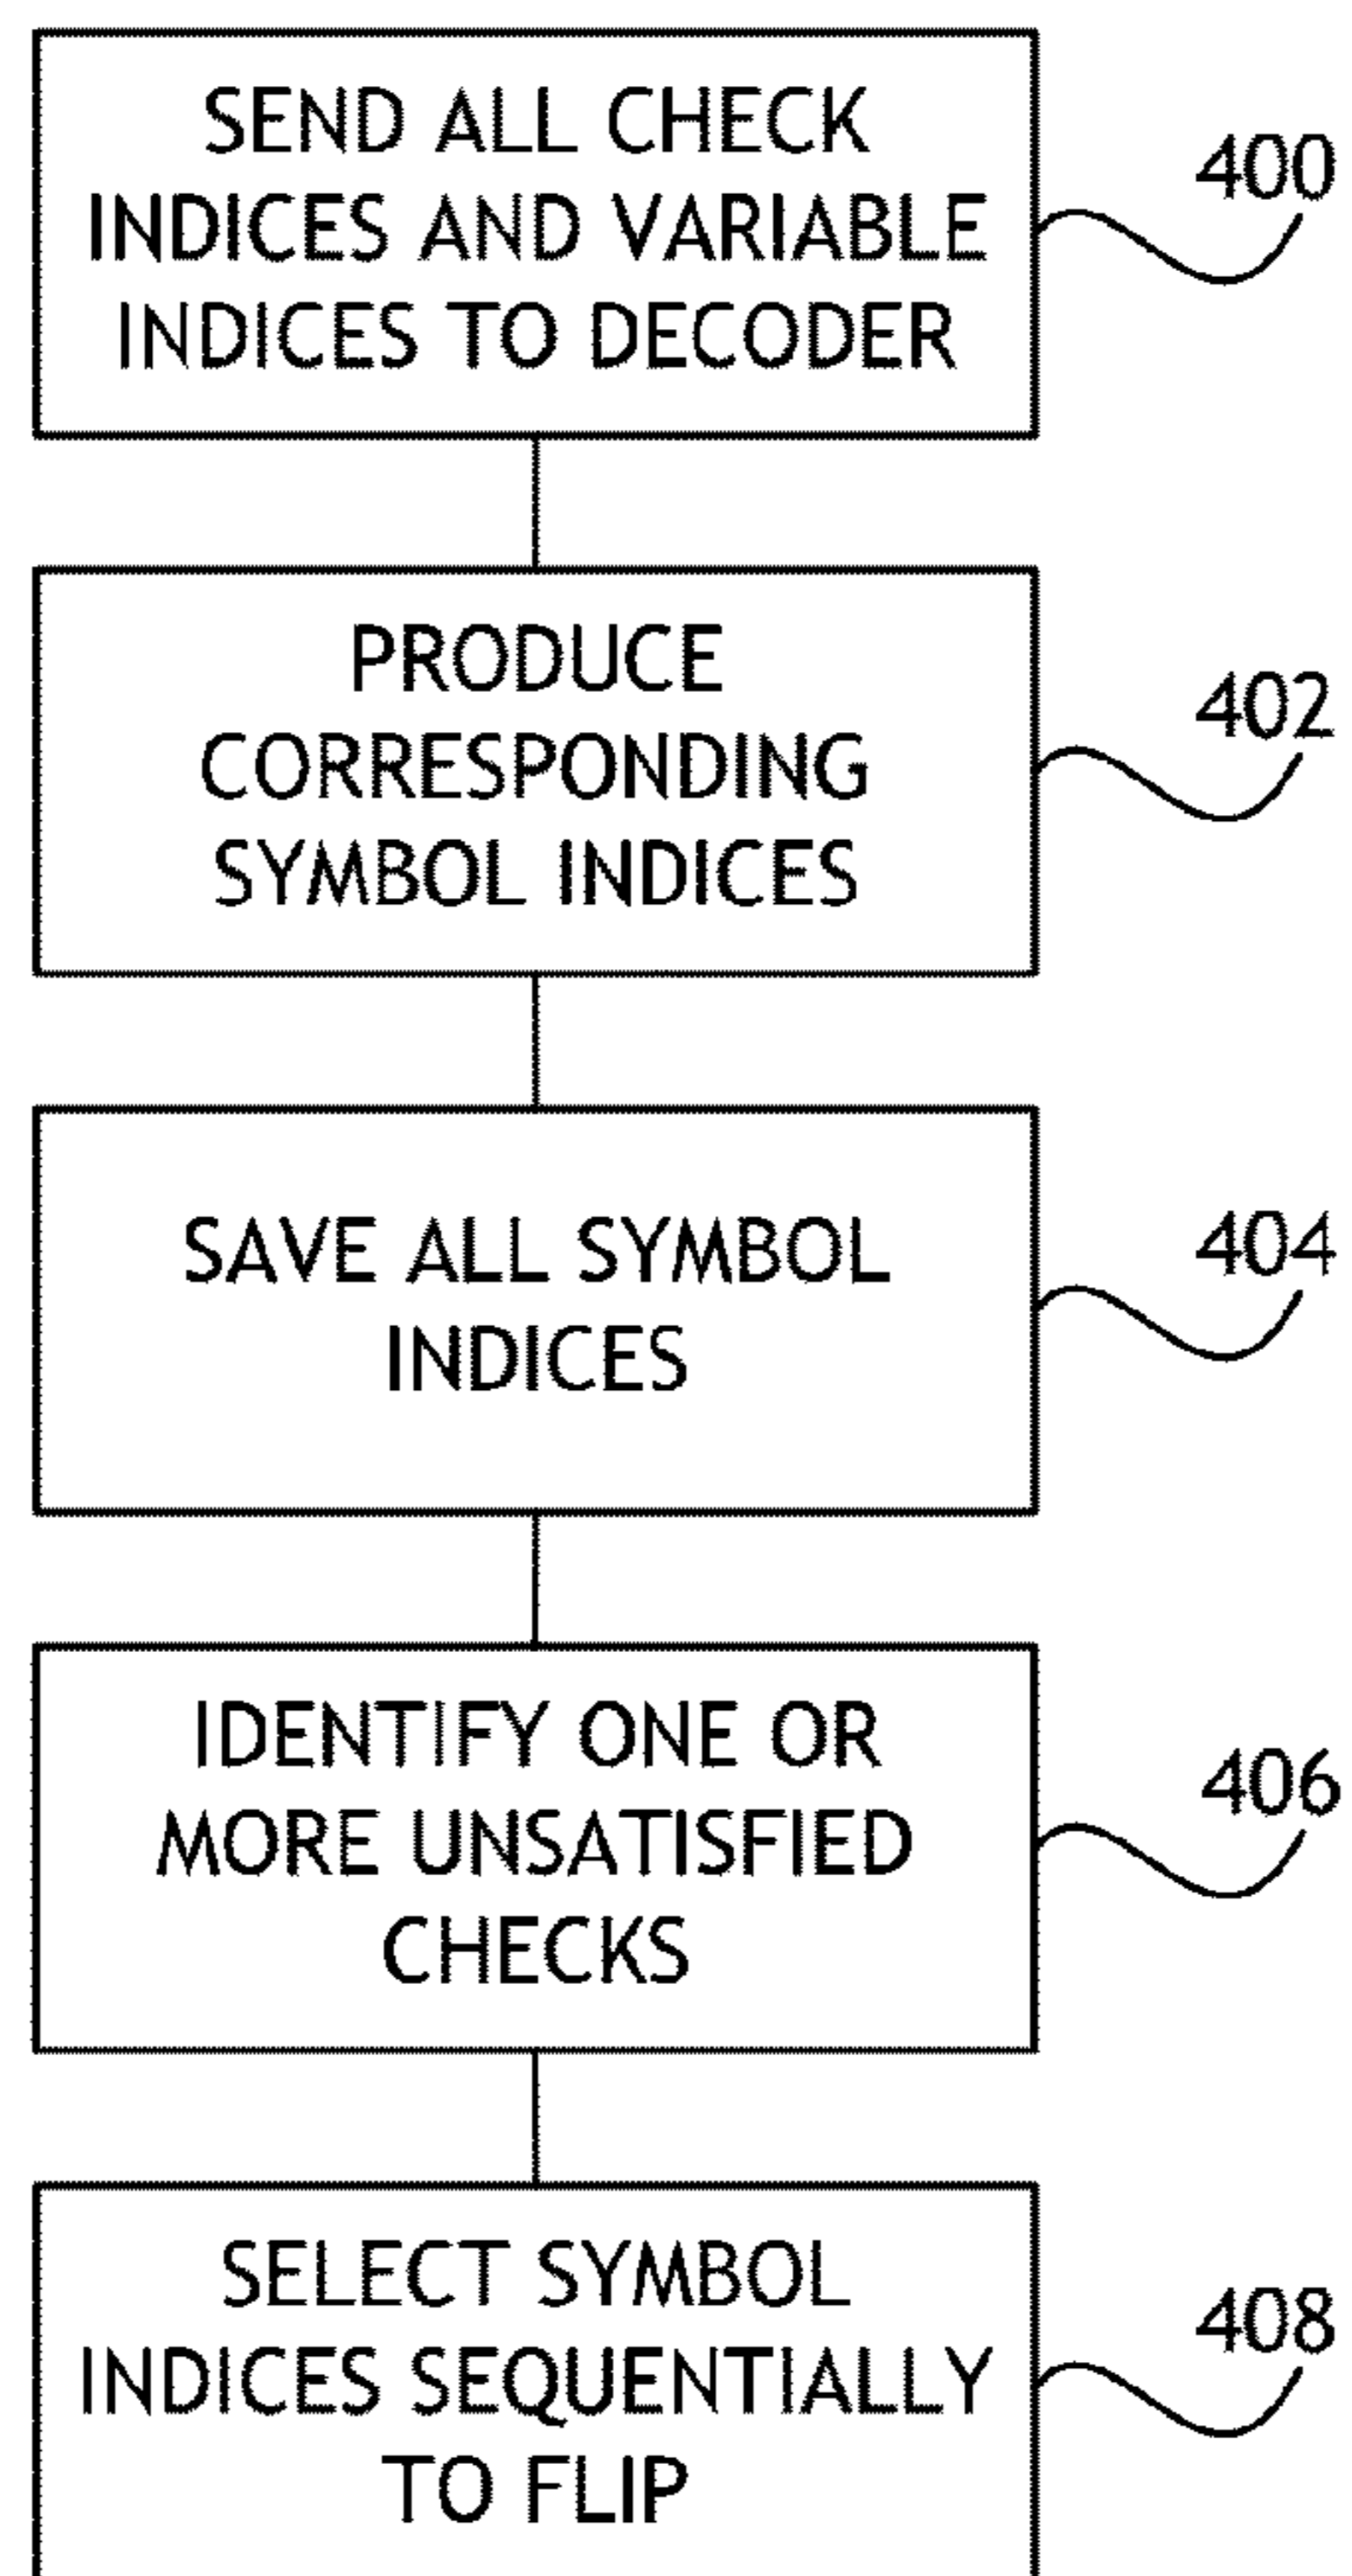 SEND ALL CHECK
INDICES AND VARIABLE
INDICES TO DECODER
400
PRODUCE
CORRESPONDING
SYMBOL INDICES
402
SAVE ALL SYMBOL
INDICES
404
IDENTIFY ONE OR
MORE UNSATISFIED
CHECKS
406
SELECT SYMBOL
INDICES SEQUENTIALLY
TO FLIP
408